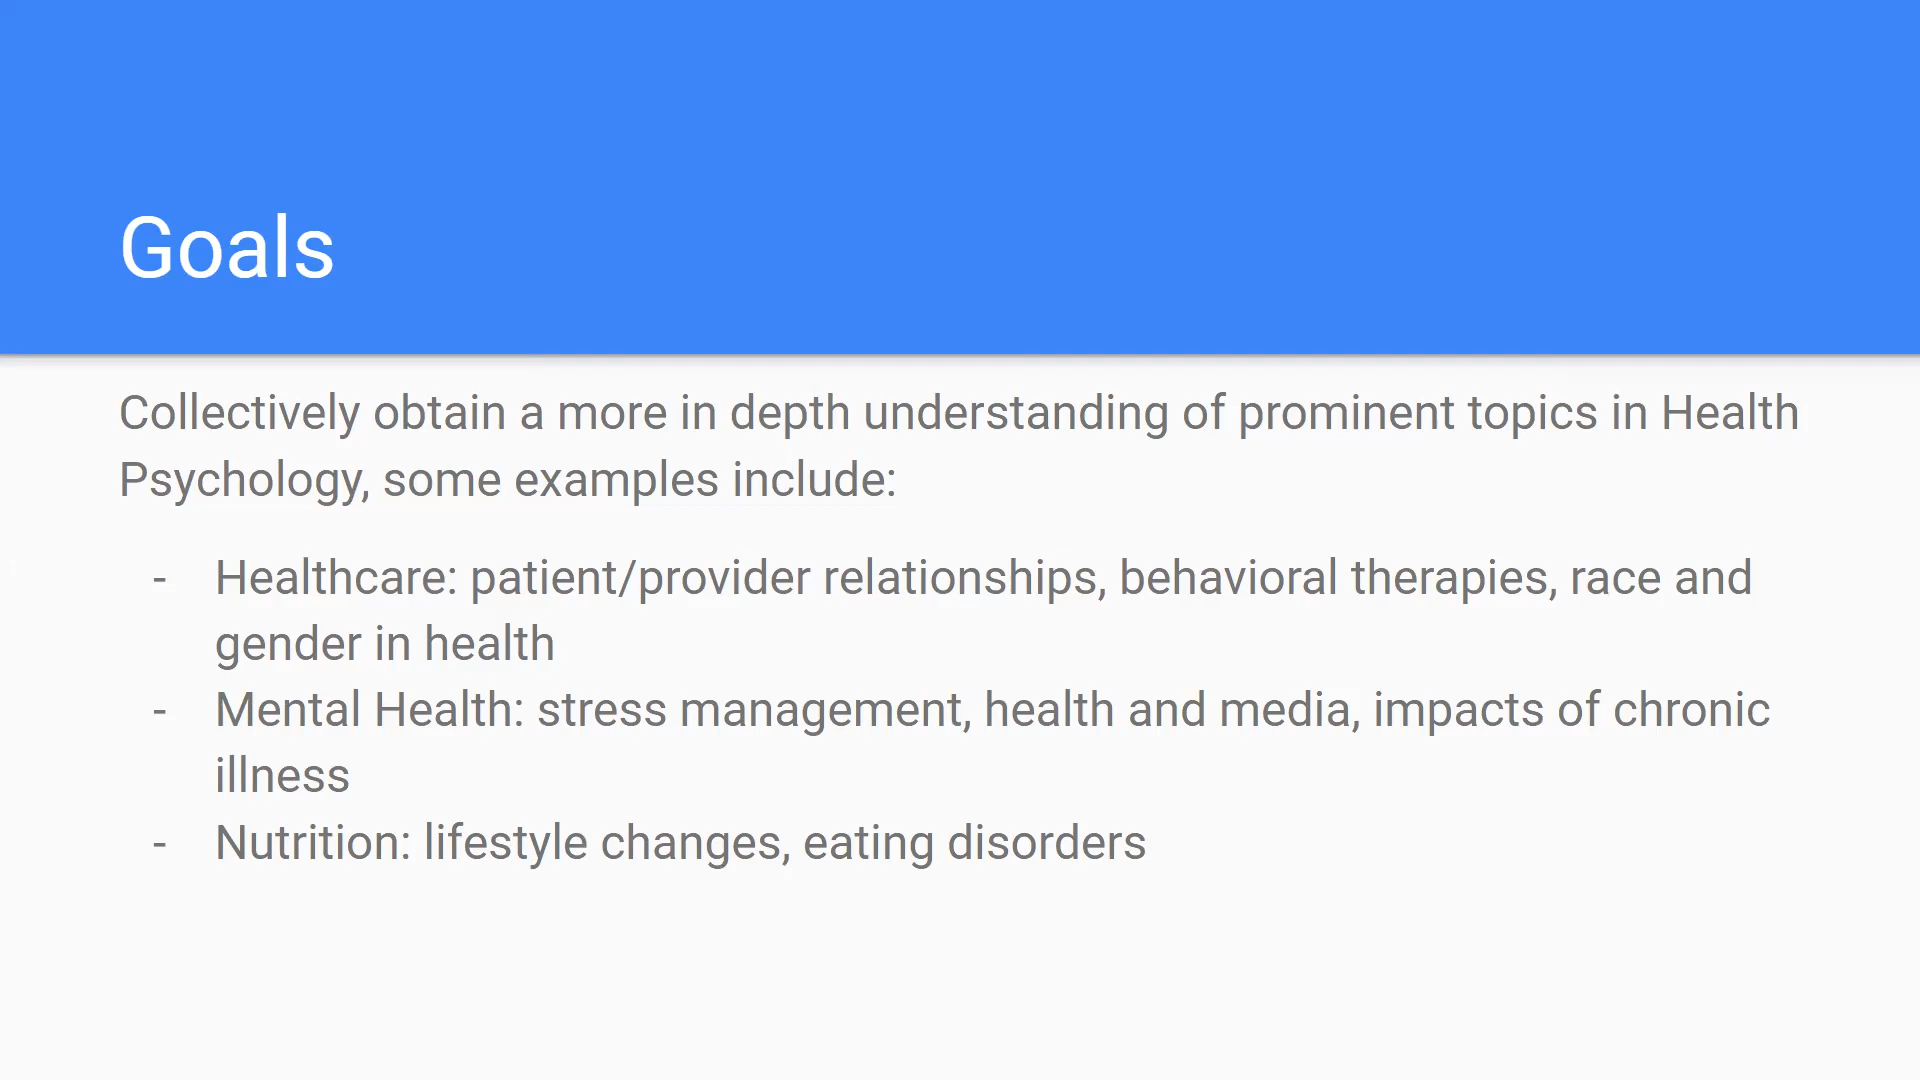 Goals
Collectively obtain a more in depth understanding of prominent topics in Health
Psychology, some examples include:
- Healthcare: patient/provider relationships, behavioral therapies, race and
gender in health
- Mental Health: stress management, health and media, impacts of chronic
illness
- Nutrition: lifestyle changes, eating disorders